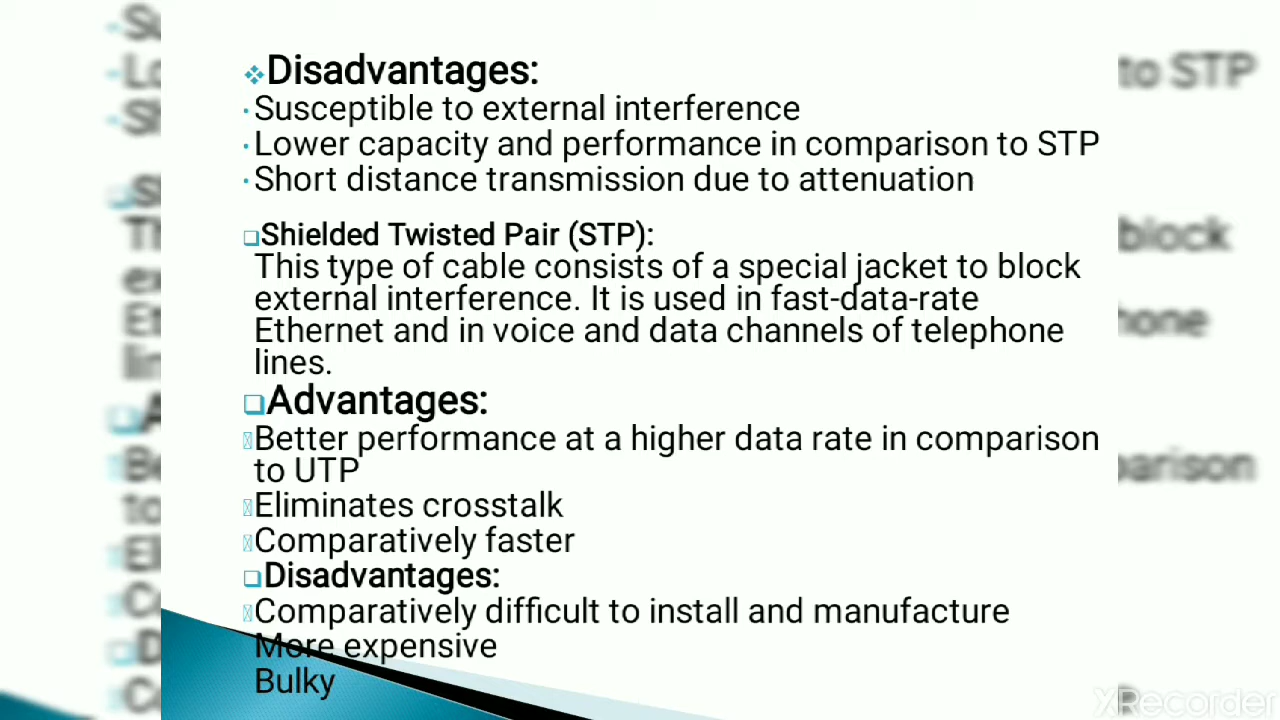 Disadvantages:
Susceptible to external interference
Lower capacity and performance in comparison to STP
Short distance transmission due to attenuation
Shielded Twisted Pair (STP):
This type of cable consists of a special jacket to block
external interference. It is used in fast-data-rate
Ethernet and in voice and data channels of telephone
lines.
Advantages:
Better performance at a higher data rate in comparison
to UTP
Eliminates crosstalk
Comparatively faster
Disadvantages:
Comparatively difficult to install and manufacture
More expensive
Bulky
XRecorder